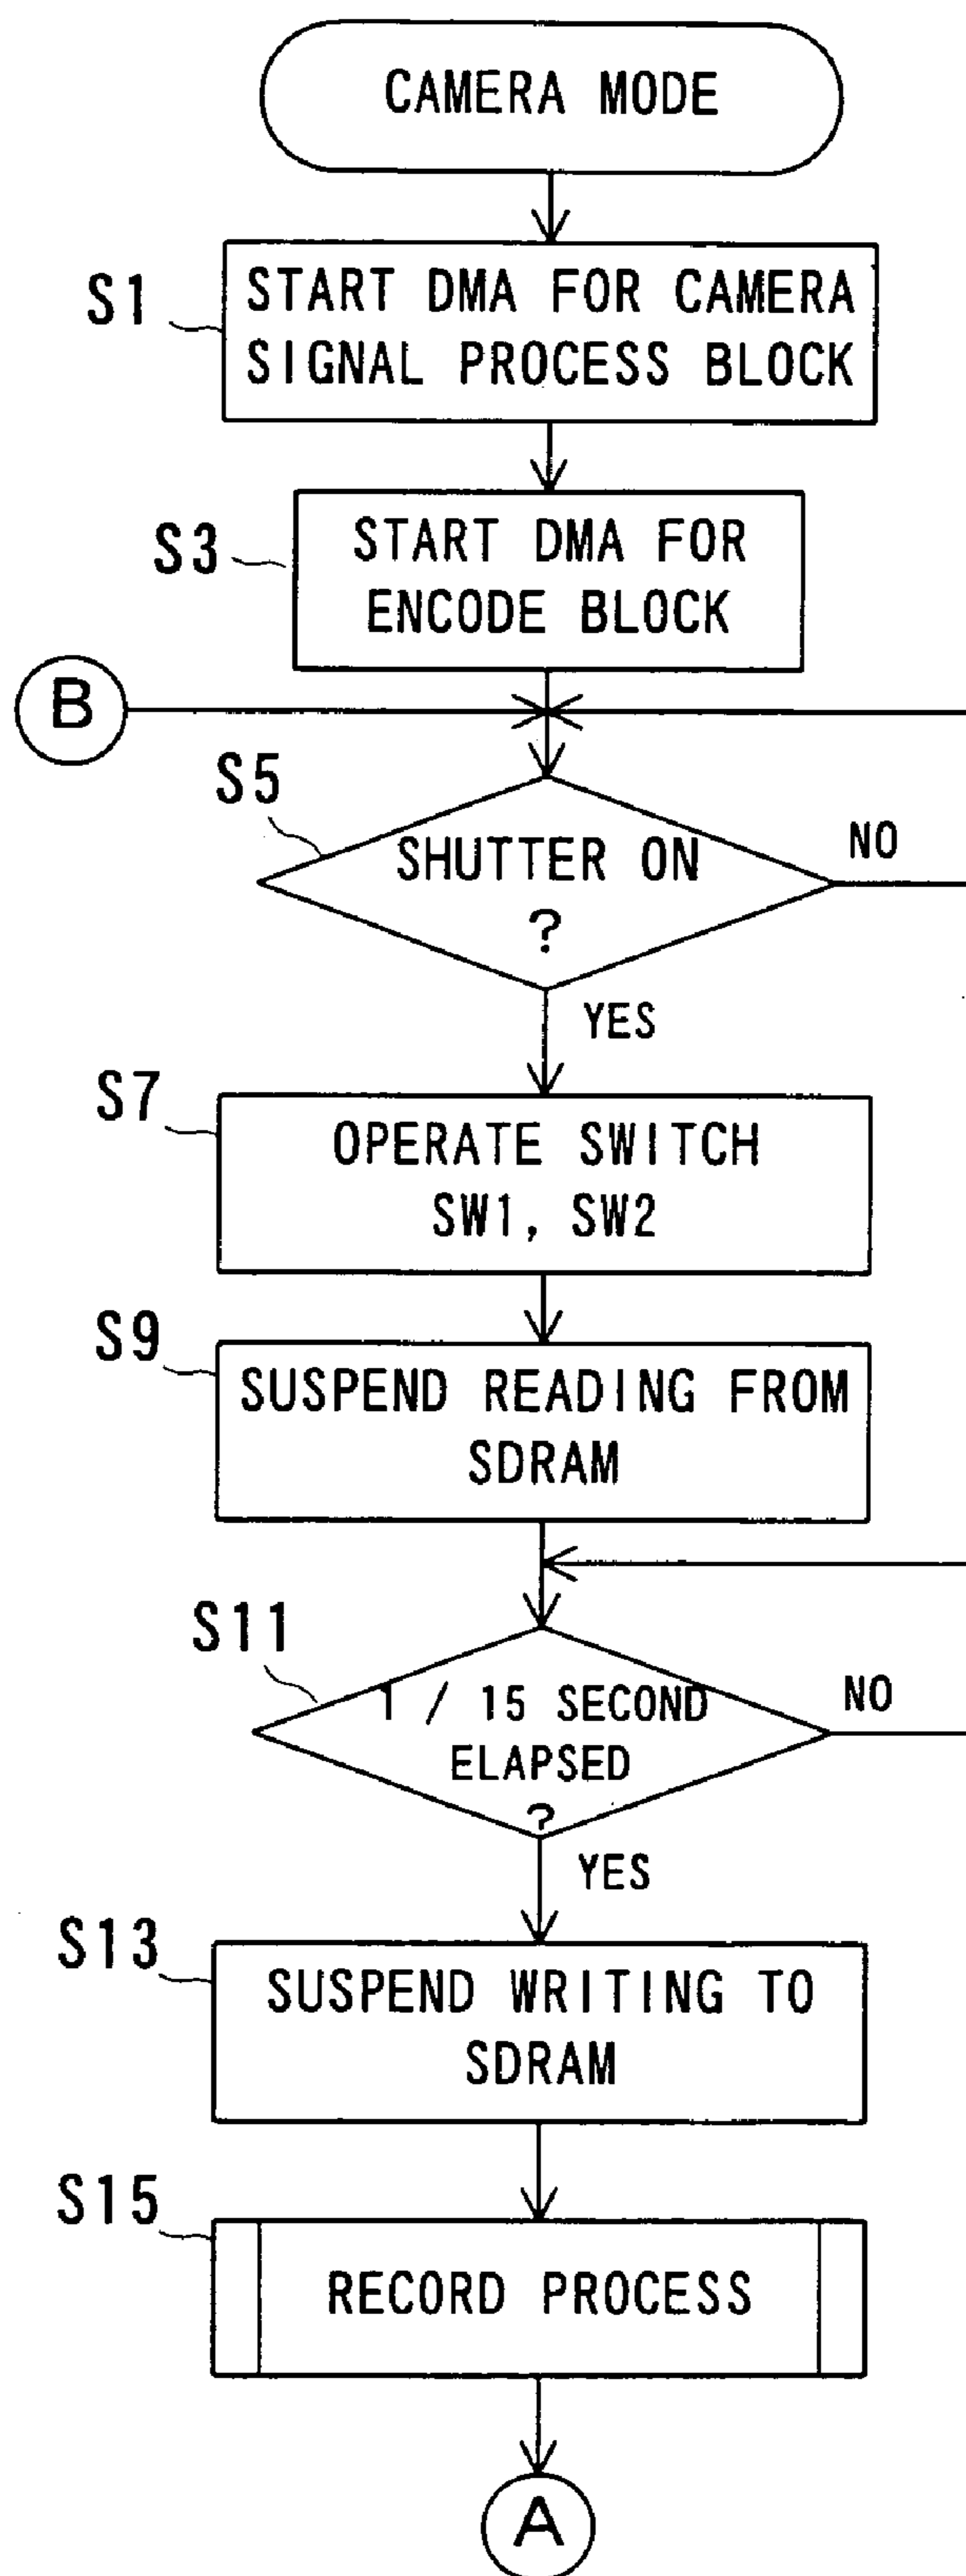 CAMERA MODE
S1
START DMA FOR CAMERA
SIGNAL PROCESS BLOCK
S3
START DMA FOR
ENCODE BLOCK
B
S5
SHUTTER ON
?
NO
YES
S7
OPERATE SWITCH
SW1, SW2
S9
SUSPEND READING FROM
SDRAM
S11
1 / 15 SECOND
ELAPSED
?
NO
YES
S13
SUSPEND WRITING TO
SDRAM
S15
RECORD PROCESS
A